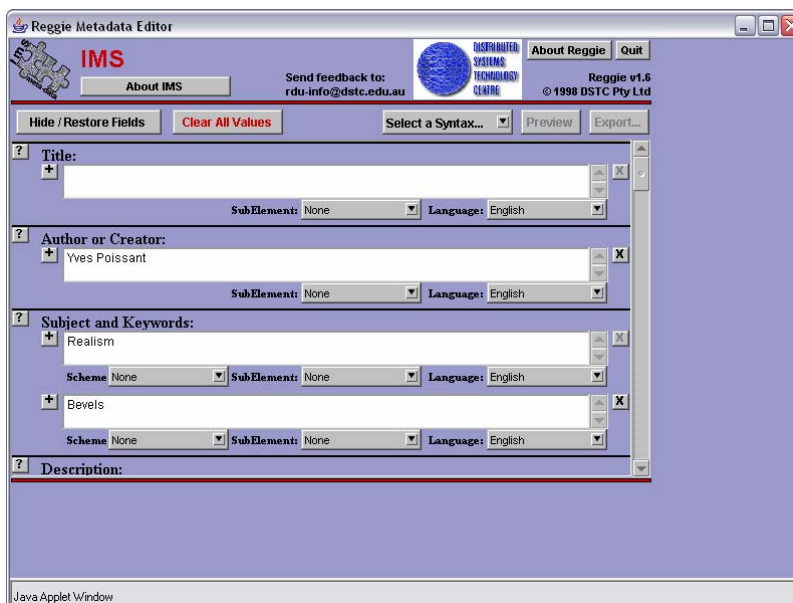 Reggie Metadata Editor
IMS
About IMS
Send feedback to:
rdu-info@dstc.edu.au
DISTRIBUTED
SYSTEMS
TECHNOLOGY
CENTRE
About Reggie Quit
Reggie v1.6
© 1998 DSTC Pty Ltd
Hide / Restore Fields Clear All Values Select a Syntax... Preview Export...
? Title:
+ X
SubElement: None Language: English
? Author or Creator:
+ Yves Poissant X
SubElement: None Language: English
? Subject and Keywords:
+ Realism X
Scheme None SubElement: None Language: English
+ Bevels X
Scheme None SubElement: None Language: English
? Description:
Java Applet Window